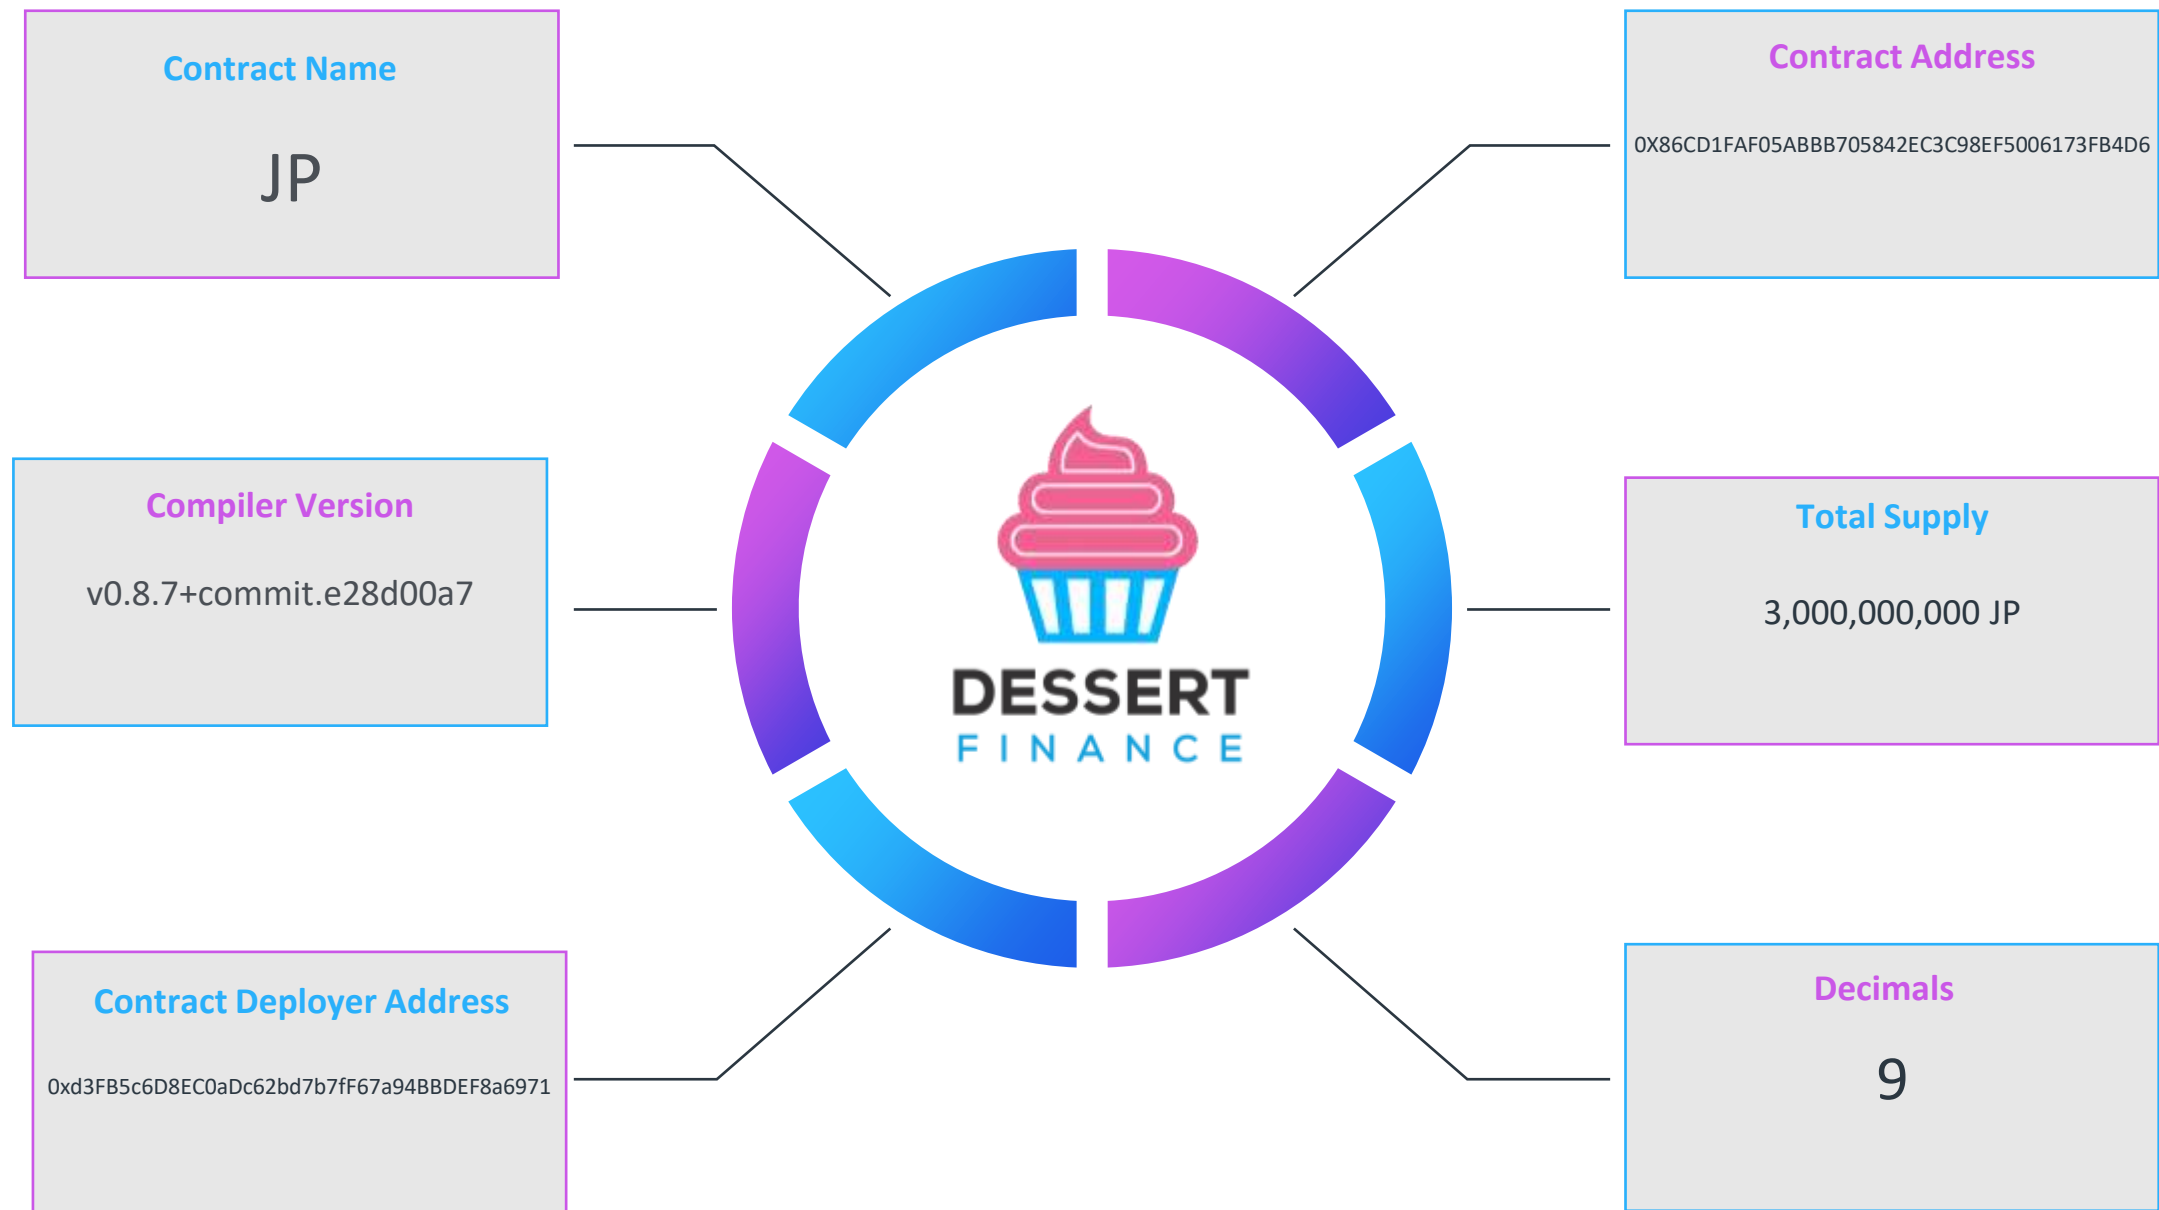 Contract Name
JP
Contract Address
0X86CD1FAF05ABBB705842EC3C98EF5006173FB4D6
Compiler Version
v0.8.7+commit.e28d00a7
Total Supply
3,000,000,000 JP
DESSERT
FINANCE
Contract Deployer Address
0xd3FB5c6D8EC0aDc62bd7b7fF67a94BBDEF8a6971
Decimals
9